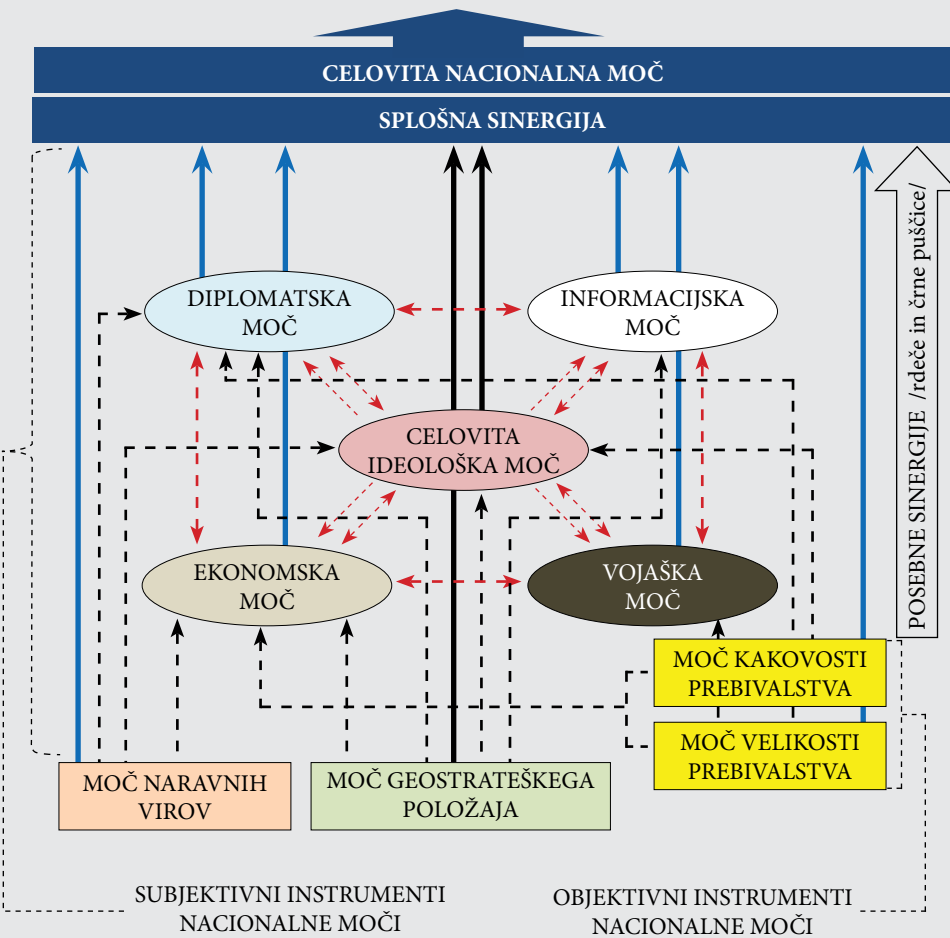 CELOVITA NACIONALNA MOČ
SPLOŠNA SINERGIJA
DIPLOMATSKA
MOČ
INFORMACIJSKA
MOČ
CELOVITA
IDEOLOŠKA MOČ
EKONOMSKA
MOČ
VOJAŠKA
MOČ
POSEBNE SINERGIJE /rdeče in črne puščice/
MOČ KAKOVOSTI
PREBIVALSTVA
MOČ VELIKOSTI
PREBIVALSTVA
MOČ NARAVNIH
VIROV
MOČ GEOSTRATEŠKEGA
POLOŽAJA
SUBJEKTIVNI INSTRUMENTI
NACIONALNE MOČI
OBJEKTIVNI INSTRUMENTI
NACIONALNE MOČI